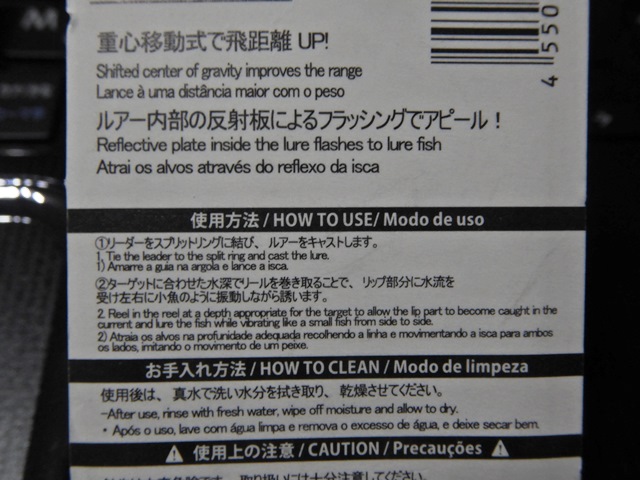 重心移動式で飛距離 UP!
4 550
Shifted center of gravity improves the range
Lance à uma distância maior com o peso
ルアー内部の反射板によるフラッシングでアピール！
Reflective plate inside the lure flashes to lure fish
Atrai os alvos através do reflexo da isca
使用方法 / HOW TO USE/ Modo de uso
①リーダーをスプリットリングに結び、ルアーをキャストします。
1. Tie the leader to the split ring and cast the lure.
1) Amarre a guia na argola e lance a isca.
②ターゲットに合わせた水深でリールを巻き取ることで、リップ部分に水流を
受け左右に小魚のように振動しながら誘います。
2. Reel in the reel at a depth appropriate for the target to allow the lip part to become caught in the
current and lure the fish while vibrating like a small fish from side to side.
2) Atraia os alvos na profundidade adequada recolhendo a linha e movimentando a isca para ambos
os lados, imitando o movimento de um peixe.
お手入れ方法 / HOW TO CLEAN / Modo de limpeza
使用後は、真水で洗い水分を拭き取り、乾燥させてください。
-After use, rinse with fresh water, wipe off moisture and allow to dry.
・Após o uso, lave com água limpa e remova o excesso de água, e deixe secar bem.
使用上の注意 / CAUTION / Precauções